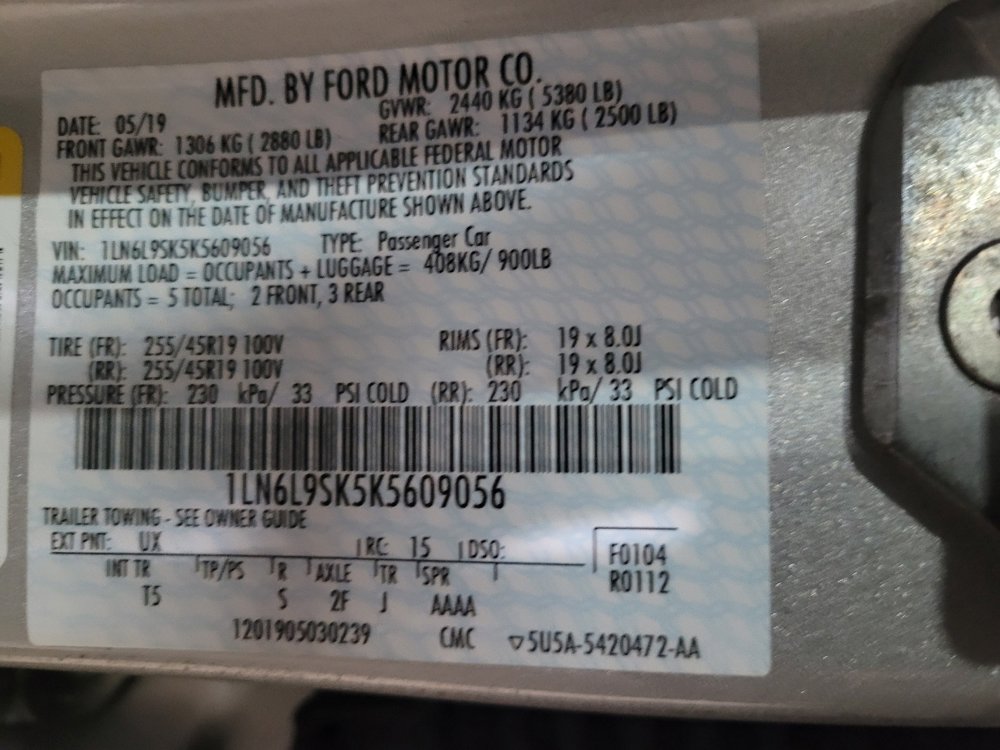 MFD. BY FORD MOTOR CO.
DATE: 05/19 GVWR: 2440 KG ( 5380 LB)
FRONT GAWR: 1306 KG ( 2880 LB) REAR GAWR: 1134 KG ( 2500 LB)
THIS VEHICLE CONFORMS TO ALL APPLICABLE FEDERAL MOTOR
VEHICLE SAFETY, BUMPER, AND THEFT PREVENTION STANDARDS
IN EFFECT ON THE DATE OF MANUFACTURE SHOWN ABOVE.
VIN: 1LN6L9SK5K5609056 TYPE: Passenger Car
MAXIMUM LOAD = OCCUPANTS + LUGGAGE = 408KG/ 900LB
OCCUPANTS = 5 TOTAL; 2 FRONT, 3 REAR
TIRE (FR): 255/45R19 100V RIMS (FR): 19 x 8.0J
(RR): 255/45R19 100V (RR): 19 x 8.0J
PRESSURE (FR): 230 kPa/ 33 PSI COLD (RR): 230 kPa/ 33 PSI COLD
1LN6L9SK5K5609056
TRAILER TOWING - SEE OWNER GUIDE
EXT PNT: UX RC: 15 DSO: F0104
INT TR TP/PS R AXLE TR SPR R0112
T5 S 2F J AAAA
1201905030239 CMC ▽5U5A-5420472-AA